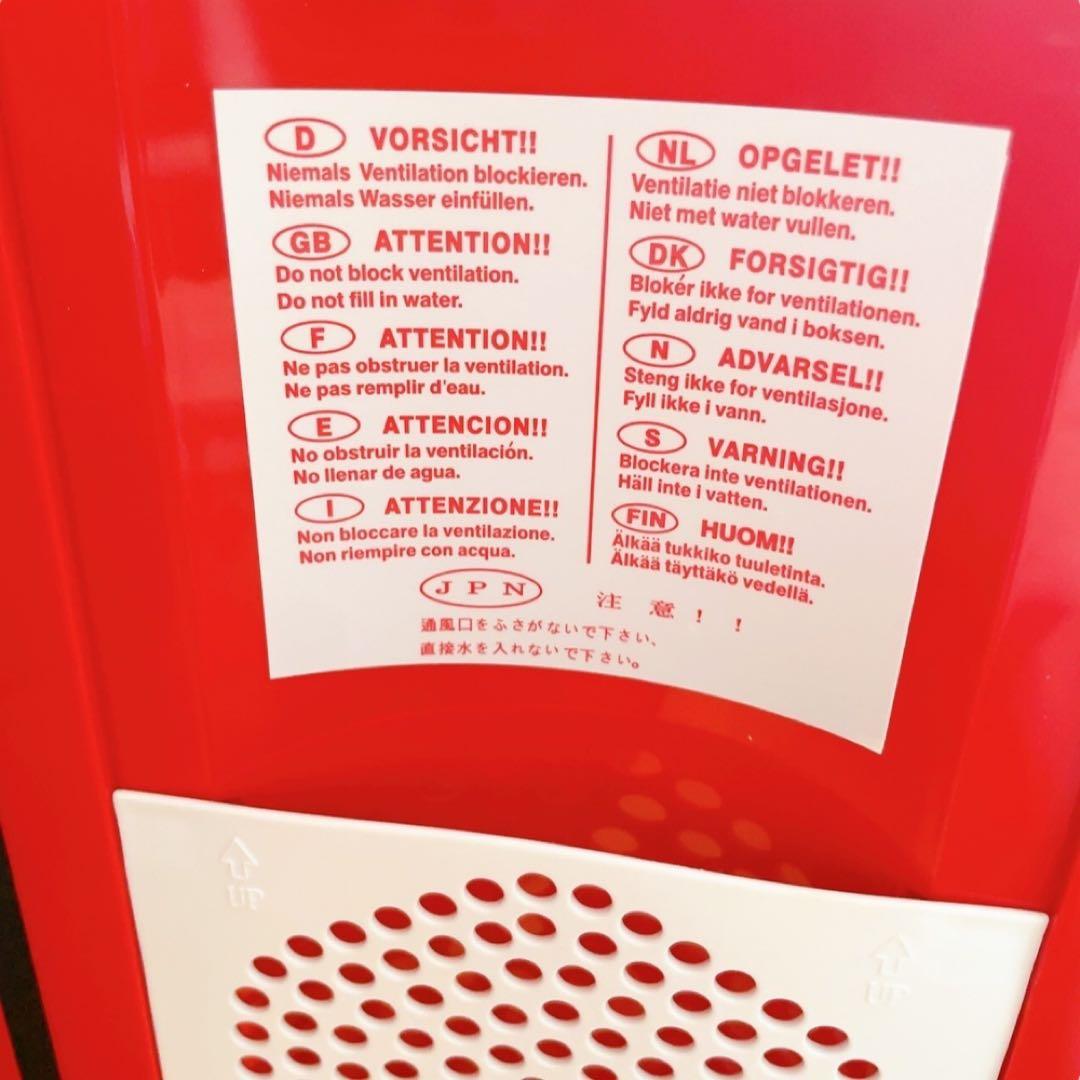 D VORSICHT!!
Niemals Ventilation blockieren.
Niemals Wasser einfüllen.
GB ATTENTION!!
Do not block ventilation.
Do not fill in water.
F ATTENTION!!
Ne pas obstruer la ventilation.
Ne pas remplir d'eau.
E ATTENCION!!
No obstruir la ventilación.
No llenar de agua.
I ATTENZIONE!!
Non bloccare la ventilazione.
Non riempire con acqua.
NL OPGELET!!
Ventilatie niet blokkeren.
Niet met water vullen.
DK FORSIGTIG!!
Blokér ikke for ventilationen.
Fyld aldrig vand i boksen.
N ADVARSEL!!
Steng ikke for ventilasjone.
Fyll ikke i vann.
S VARNING!!
Blockera inte ventilationen.
Häll inte i vatten.
FIN HUOM!!
Älkää tukkiko tuuletinta.
Älkää täyttäkö vedellä.
JPN 注意!!
通風口をふさがないで下さい、
直接水を入れないで下さい。
UP
UP